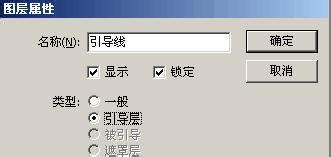 图层属性
名称(N): 引导线 确定
显示 锁定 取消
类型: 一般
引导层
被引导
遮罩层